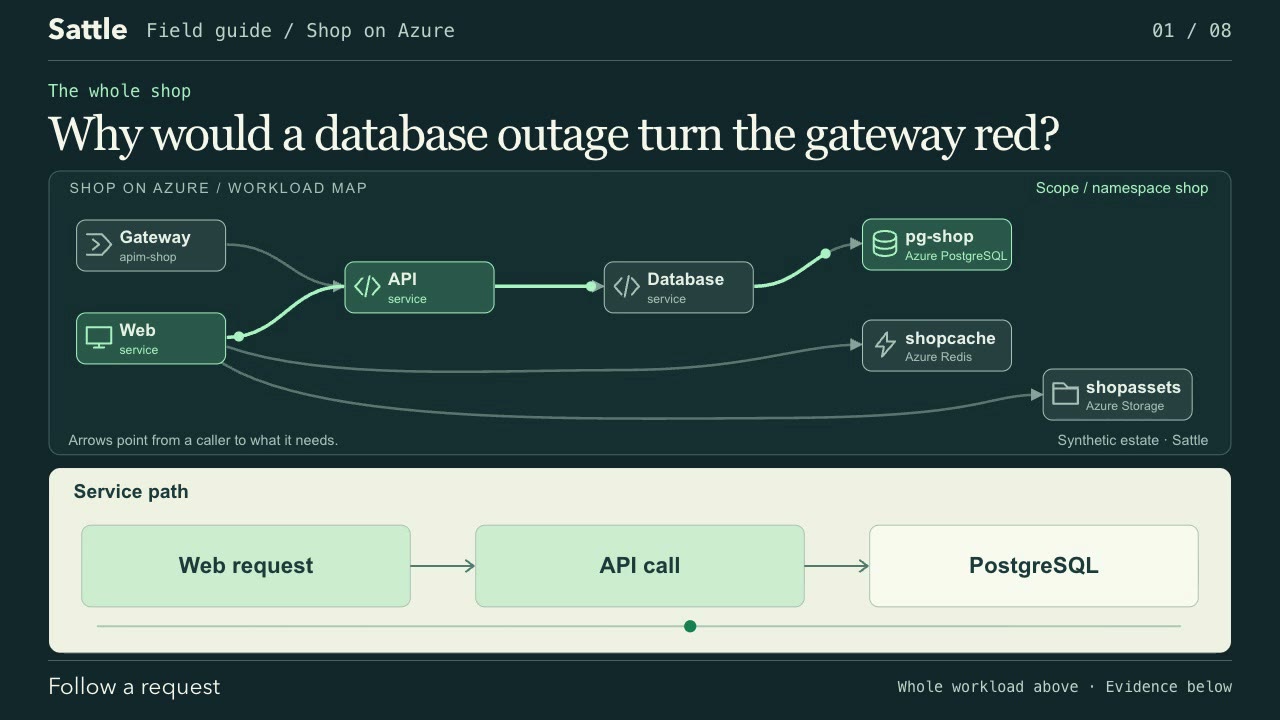 Sattle Field guide / Shop on Azure 01 / 08
The whole shop
Why would a database outage turn the gateway red?
SHOP ON AZURE / WORKLOAD MAP Scope / namespace shop
Gateway
apim-shop
pg-shop
Azure PostgreSQL
API
service
Database
service
Web
service
shopcache
Azure Redis
shopassets
Azure Storage
Arrows point from a caller to what it needs. Synthetic estate · Sattle
Service path
Web request API call PostgreSQL
Follow a request Whole workload above · Evidence below